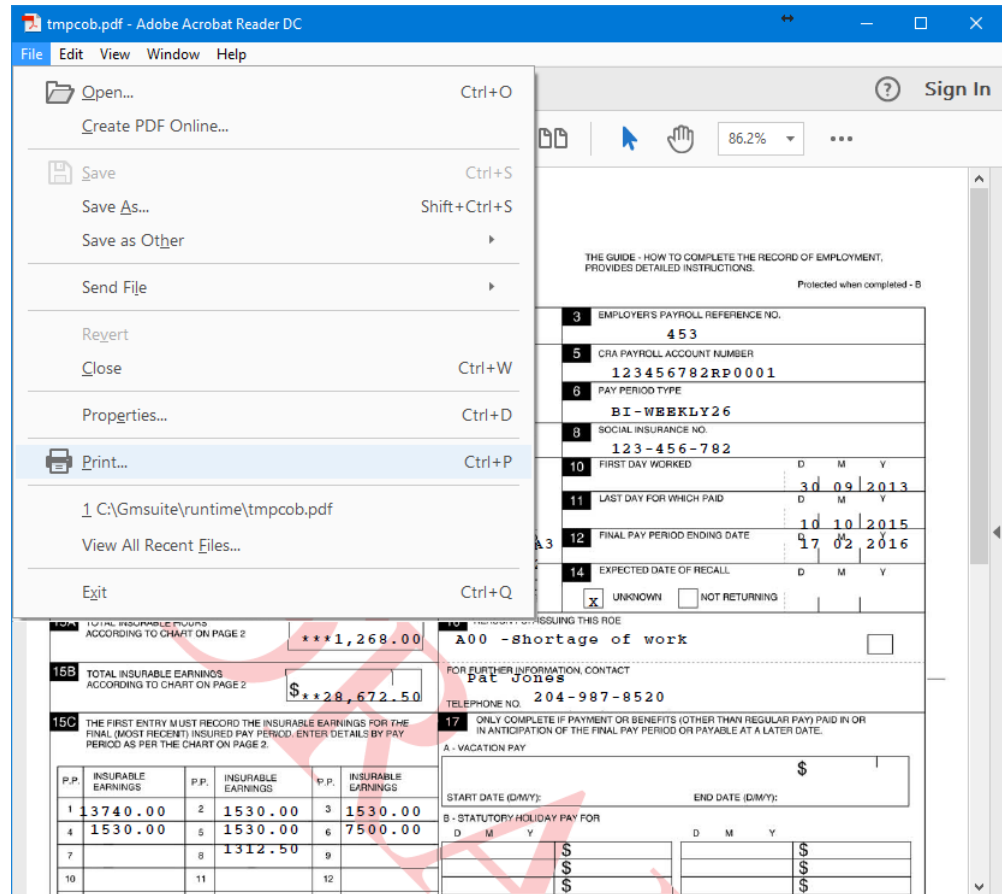 tmpcob.pdf - Adobe Acrobat Reader DC
File Edit View Window Help
Open... Ctrl+O
Create PDF Online...
Save Ctrl+S
Save As... Shift+Ctrl+S
Save as Other
Send File
Revert
Close Ctrl+W
Properties... Ctrl+D
Print... Ctrl+P
1 C:\Gmsuite\runtime\tmpcob.pdf
View All Recent Files...
Exit Ctrl+Q
? Sign In
86.2%
THE GUIDE - HOW TO COMPLETE THE RECORD OF EMPLOYMENT,
PROVIDES DETAILED INSTRUCTIONS.
Protected when completed - B
3 EMPLOYER'S PAYROLL REFERENCE NO.
453
5 CRA PAYROLL ACCOUNT NUMBER
123456782RP0001
6 PAY PERIOD TYPE
BI-WEEKLY26
8 SOCIAL INSURANCE NO.
123-456-782
10 FIRST DAY WORKED D M Y
30 09 2013
11 LAST DAY FOR WHICH PAID D M Y
10 10 2015
A3 12 FINAL PAY PERIOD ENDING DATE D M Y
17 02 2016
14 EXPECTED DATE OF RECALL D M Y
X UNKNOWN NOT RETURNING
15A TOTAL INSURABLE HOURS
ACCORDING TO CHART ON PAGE 2
***1,268.00
16 REASON FOR ISSUING THIS ROE
A00 -Shortage of work
15B TOTAL INSURABLE EARNINGS
ACCORDING TO CHART ON PAGE 2
$**28,672.50
FOR FURTHER INFORMATION, CONTACT
Pat Jones
TELEPHONE NO. 204-987-8520
15C THE FIRST ENTRY MUST RECORD THE INSURABLE EARNINGS FOR THE
FINAL (MOST RECENT) INSURED PAY PERIOD. ENTER DETAILS BY PAY
PERIOD AS PER THE CHART ON PAGE 2.
P.P. INSURABLE EARNINGS P.P. INSURABLE EARNINGS P.P. INSURABLE EARNINGS
1 13740.00 2 1530.00 3 1530.00
4 1530.00 5 1530.00 6 7500.00
7 8 1312.50 9
10 11 12
17 ONLY COMPLETE IF PAYMENT OR BENEFITS (OTHER THAN REGULAR PAY) PAID IN OR
IN ANTICIPATION OF THE FINAL PAY PERIOD OR PAYABLE AT A LATER DATE.
A - VACATION PAY
$
START DATE (D/M/Y): END DATE (D/M/Y):
B - STATUTORY HOLIDAY PAY FOR
D M Y D M Y
$ $
$ $
$ $